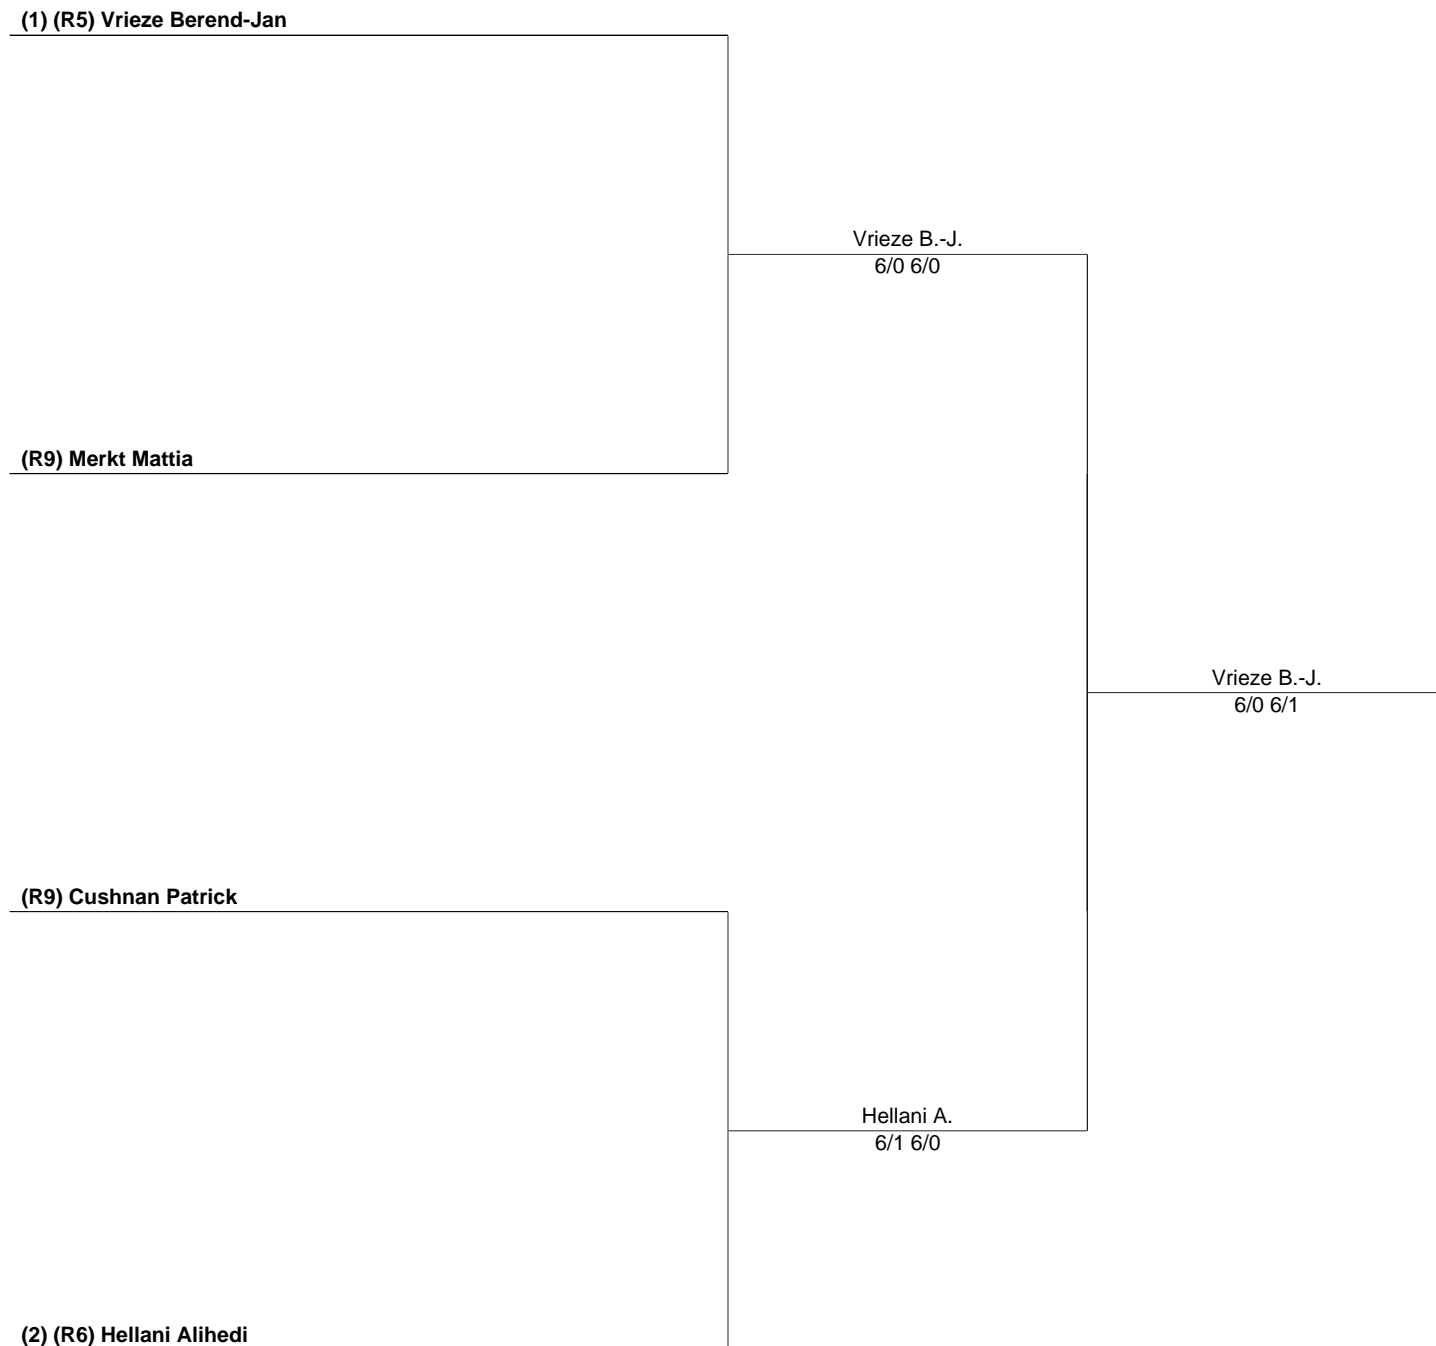 (1) (R5) Vrieze Berend-Jan
Vrieze B.-J.
6/0 6/0
(R9) Merkt Mattia
Vrieze B.-J.
6/0 6/1
(R9) Cushnan Patrick
Hellani A.
6/1 6/0
(2) (R6) Hellani Alihedi